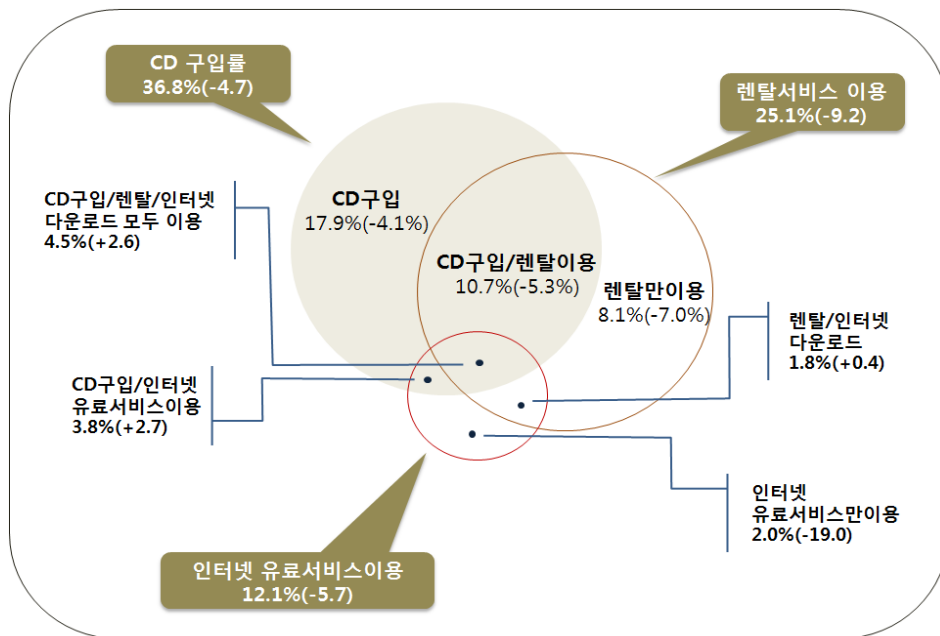 CD 구입률
36.8%(-4.7)
렌탈서비스 이용
25.1%(-9.2)
CD구입/렌탈/인터넷
다운로드 모두 이용
4.5%(+2.6)
CD구입
17.9%(-4.1%)
CD구입/렌탈이용
10.7%(-5.3%)
렌탈만이용
8.1%(-7.0%)
렌탈/인터넷
다운로드
1.8%(+0.4)
CD구입/인터넷
유료서비스이용
3.8%(+2.7)
인터넷
유료서비스만이용
2.0%(-19.0)
인터넷 유료서비스이용
12.1%(-5.7)